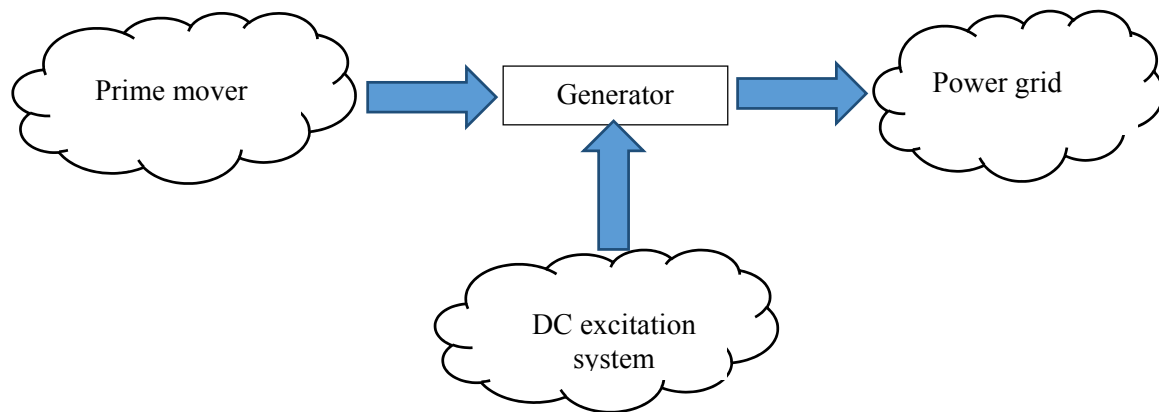 Prime mover
Generator
Power grid
DC excitation
system